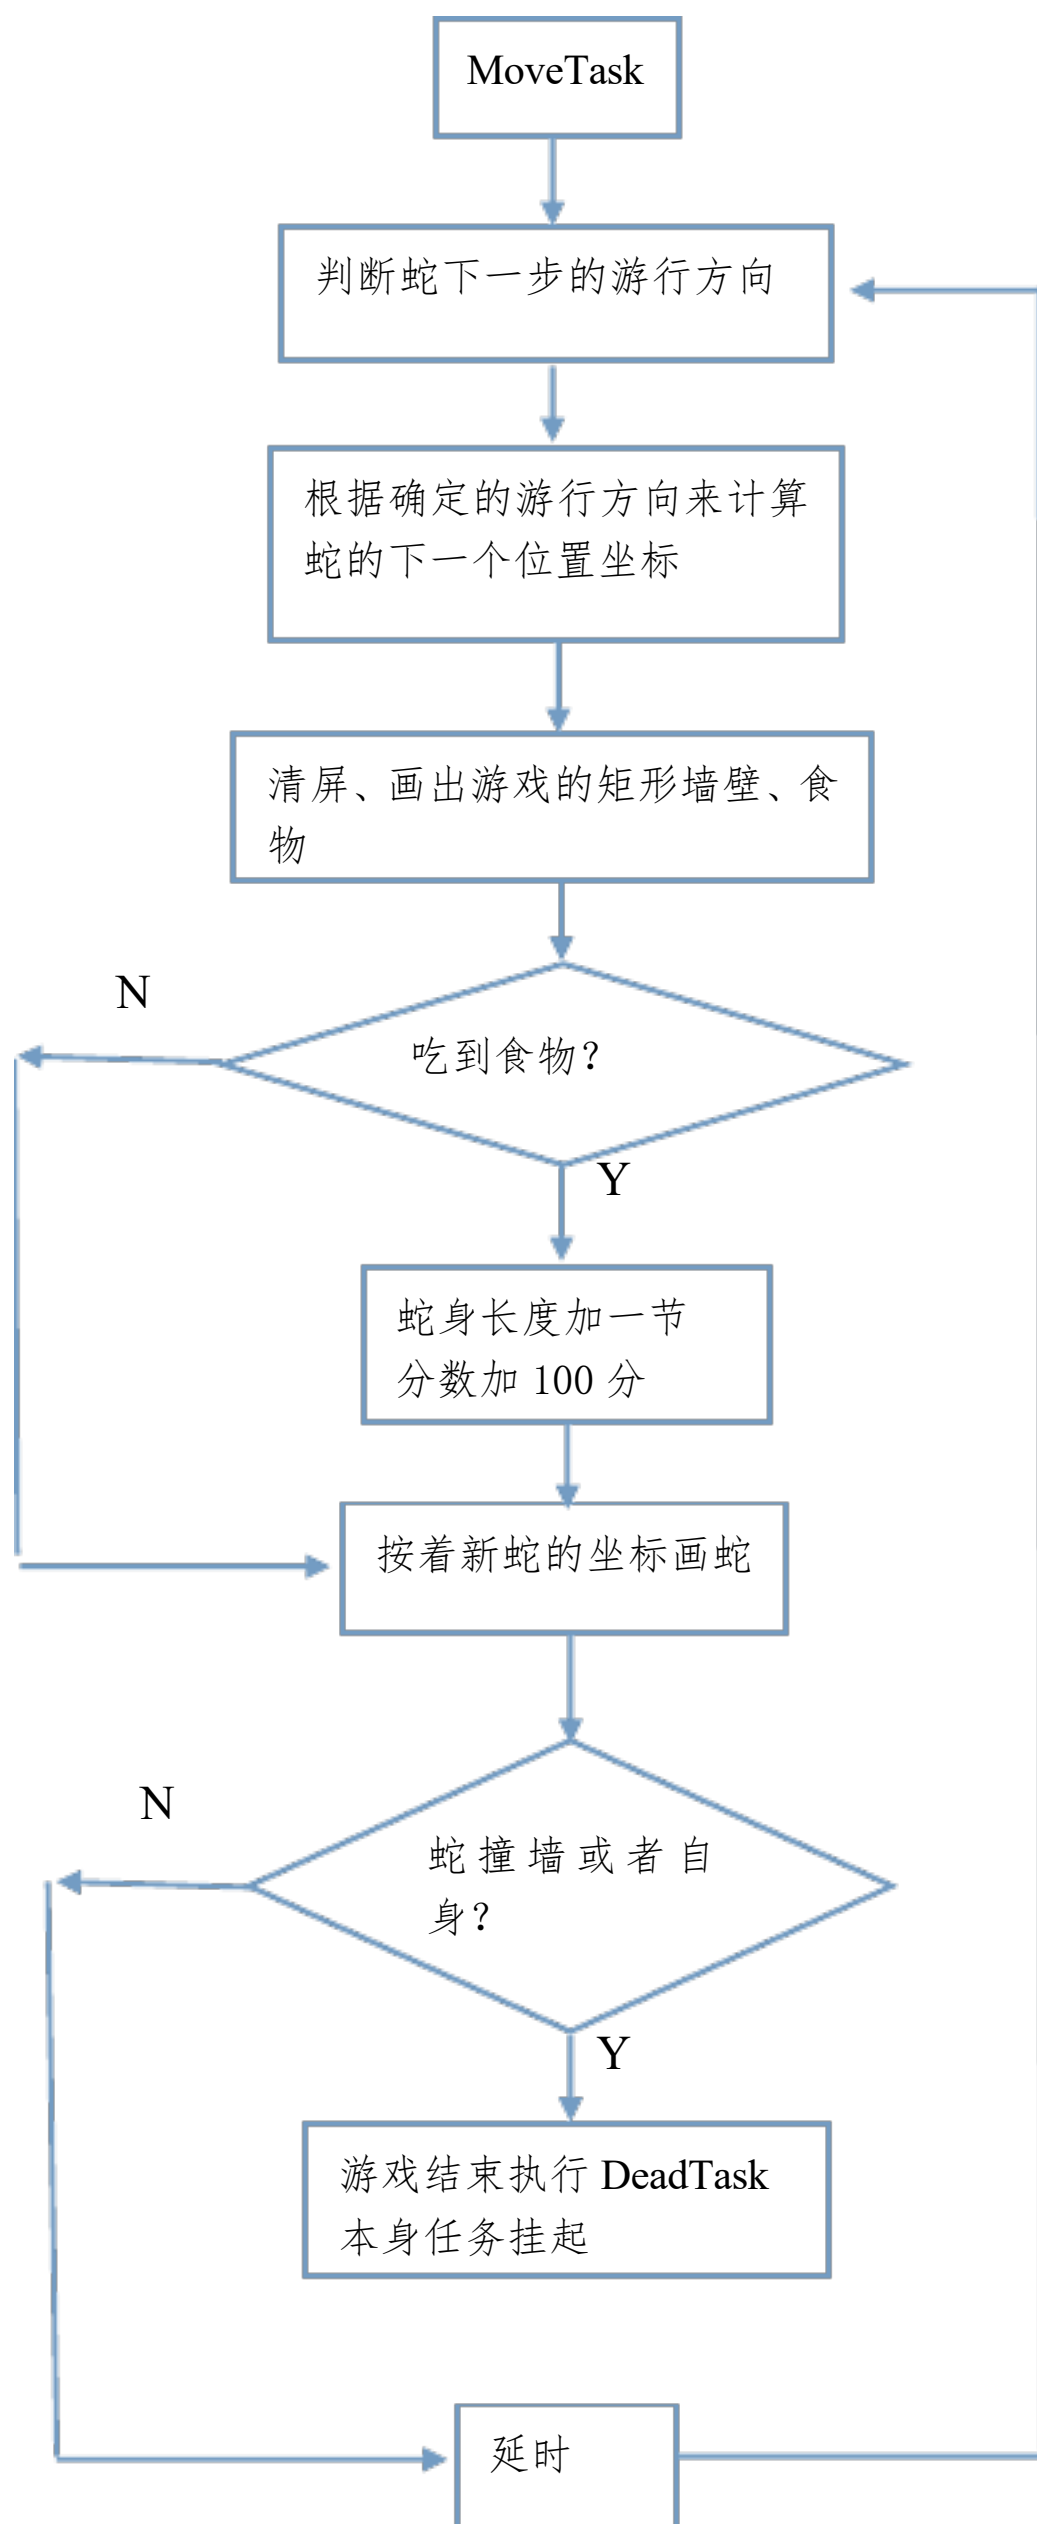 MoveTask
判断蛇下一步的游行方向
根据确定的游行方向来计算
蛇的下一个位置坐标
清屏、画出游戏的矩形墙壁、食
物
N
吃到食物？
Y
蛇身长度加一节
分数加 100 分
按着新蛇的坐标画蛇
N
蛇撞墙或者自
身？
Y
游戏结束执行 DeadTask
本身任务挂起
延时